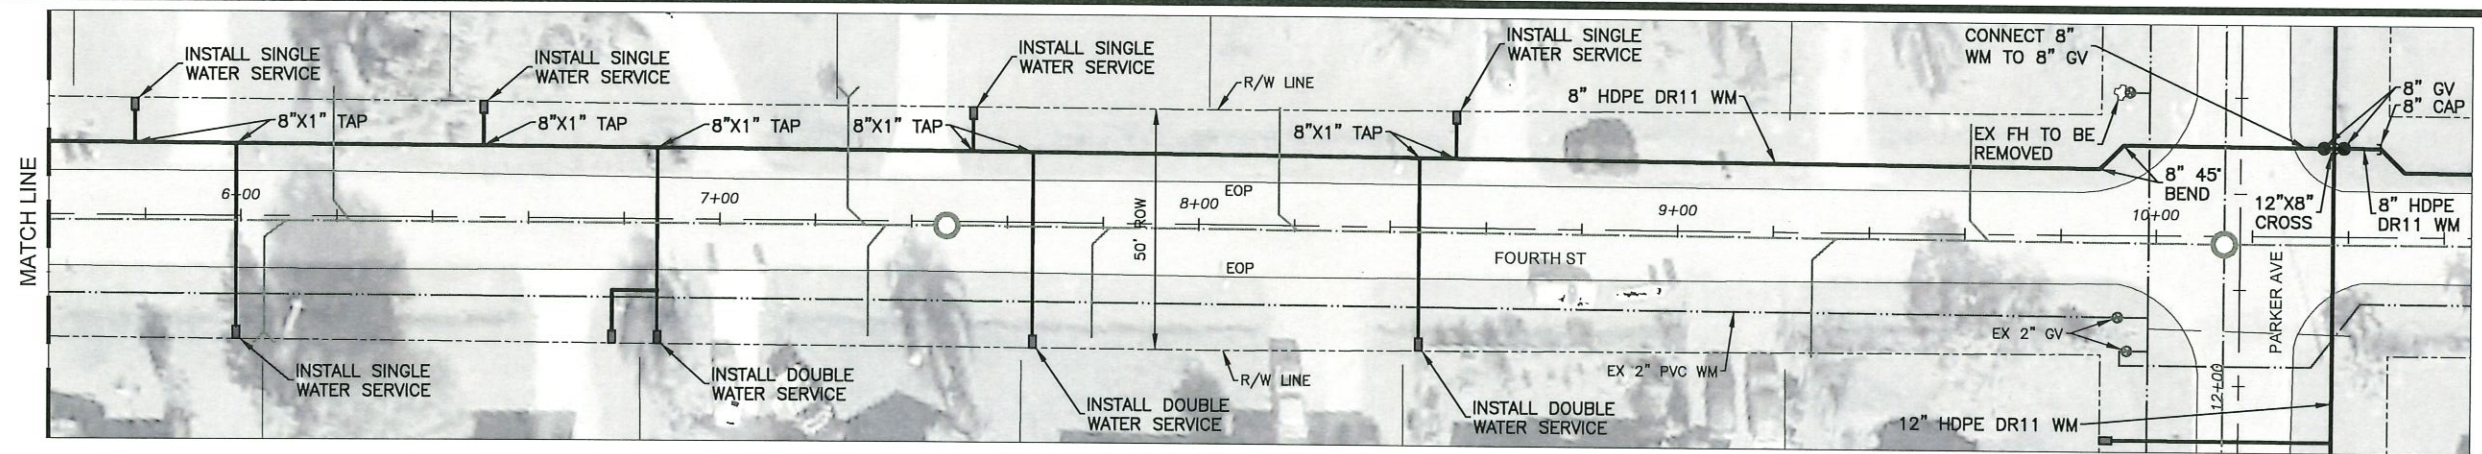 INSTALL SINGLE
WATER SERVICE
INSTALL SINGLE
WATER SERVICE
INSTALL SINGLE
WATER SERVICE
INSTALL SINGLE
WATER SERVICE
CONNECT 8"
WM TO 8" GV
R/W LINE
8" HDPE DR11 WM
8" GV
8" CAP
8"X1" TAP
8"X1" TAP
8"X1" TAP
8"X1" TAP
8"X1" TAP
EX FH TO BE
REMOVED
MATCH LINE
6+00
7+00
8+00
9+00
10+00
EOP
8" 45°
BEND
12"X8"
CROSS
8" HDPE
DR11 WM
50' ROW
EOP
FOURTH ST
PARKER AVE
EX 2" GV
INSTALL SINGLE
WATER SERVICE
INSTALL DOUBLE
WATER SERVICE
R/W LINE
EX 2" PVC WM
12+00
INSTALL DOUBLE
WATER SERVICE
INSTALL DOUBLE
WATER SERVICE
12" HDPE DR11 WM